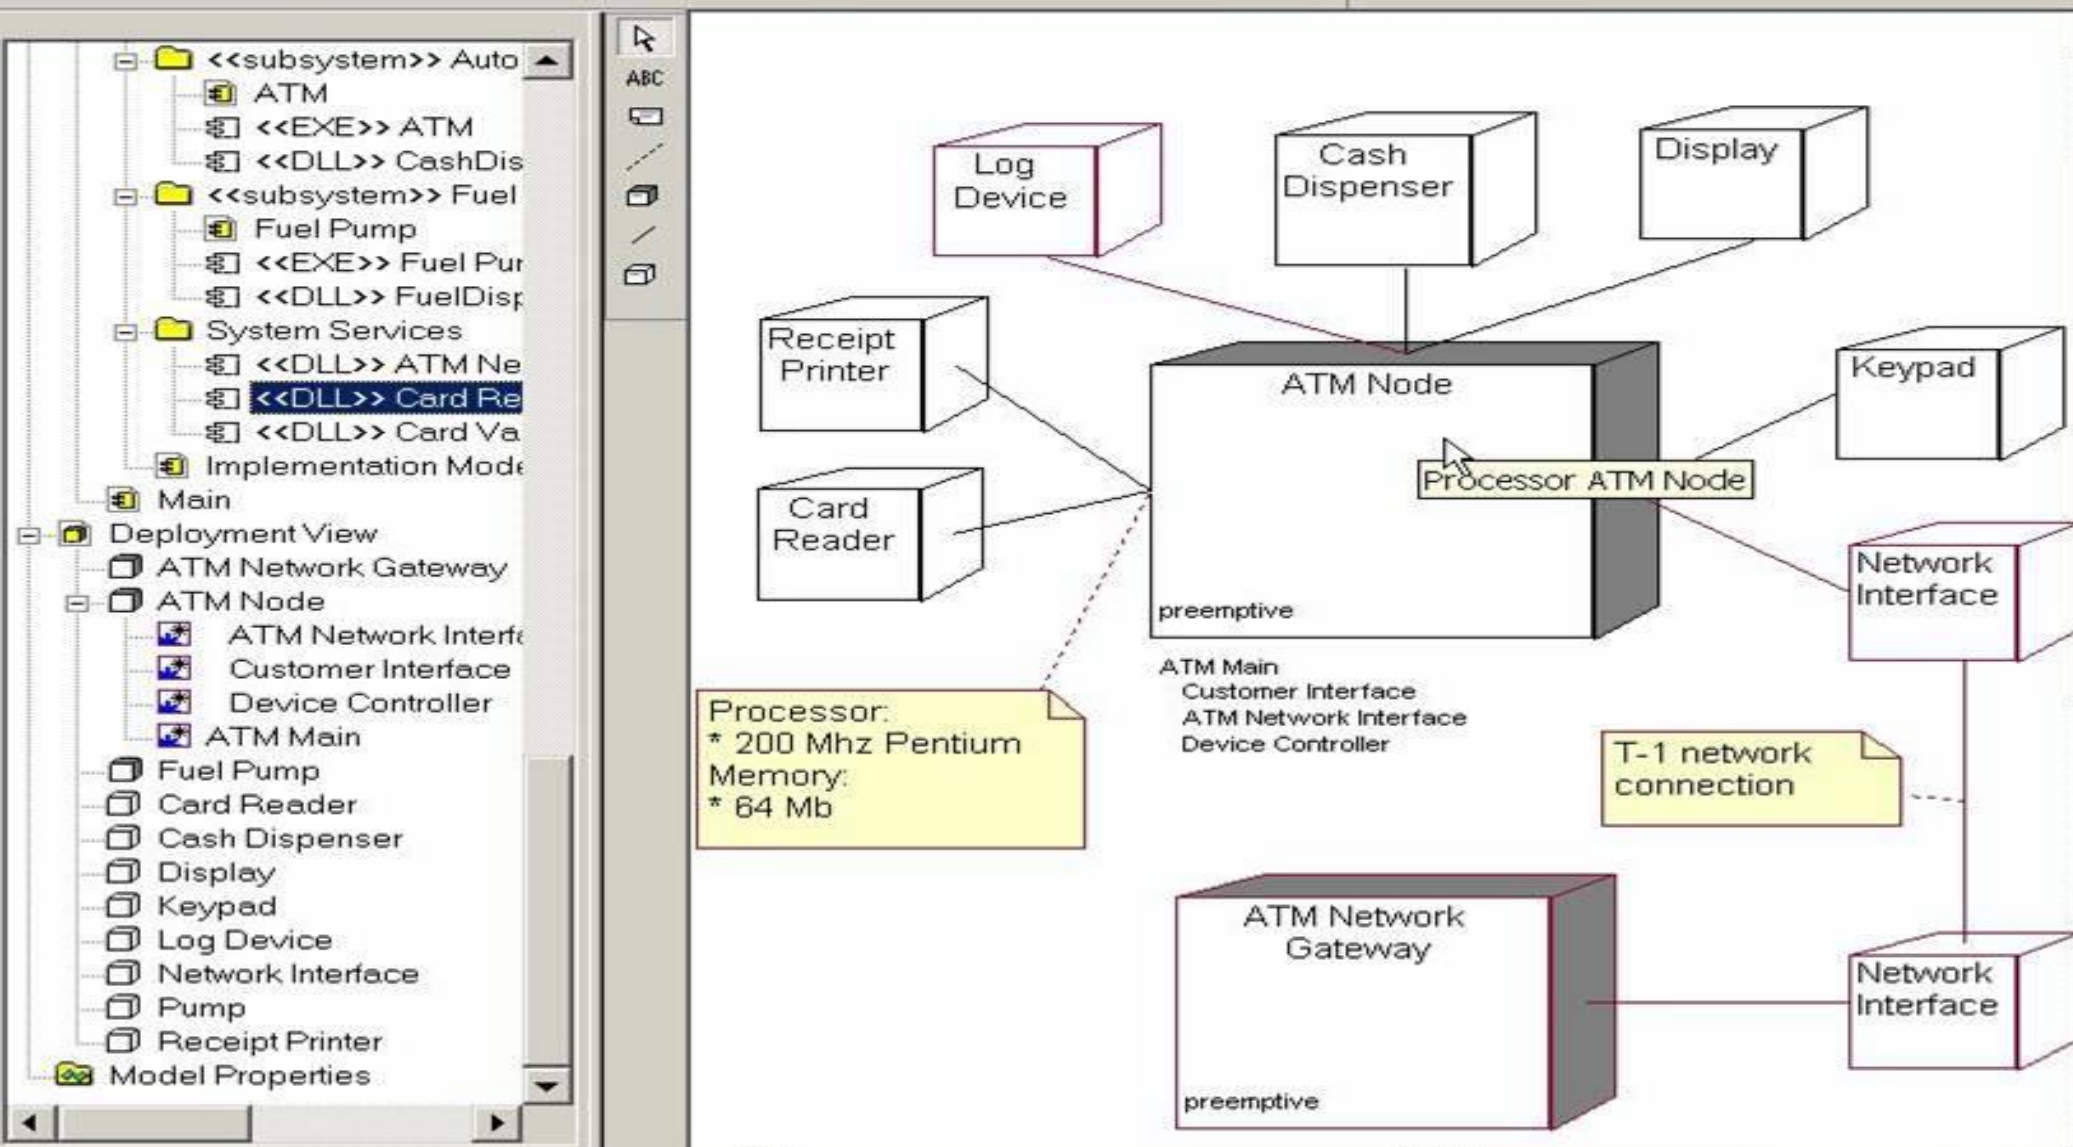 <<subsystem>> Auto
ATM
<<EXE>> ATM
<<DLL>> CashDis
<<subsystem>> Fuel
Fuel Pump
<<EXE>> Fuel Pur
<<DLL>> FuelDisp
System Services
<<DLL>> ATM Ne
<<DLL>> Card Re
<<DLL>> Card Va
Implementation Mode
Main
Deployment View
ATM Network Gateway
ATM Node
ATM Network Interfa
Customer Interface
Device Controller
ATM Main
Fuel Pump
Card Reader
Cash Dispenser
Display
Keypad
Log Device
Network Interface
Pump
Receipt Printer
Model Properties
ABC
Log
Device
Cash
Dispenser
Display
Receipt
Printer
ATM Node
Keypad
Processor ATM Node
Card
Reader
Network
Interface
preemptive
ATM Main
Customer Interface
ATM Network Interface
Device Controller
Processor:
* 200 Mhz Pentium
Memory:
* 64 Mb
T-1 network
connection
ATM Network
Gateway
Network
Interface
preemptive